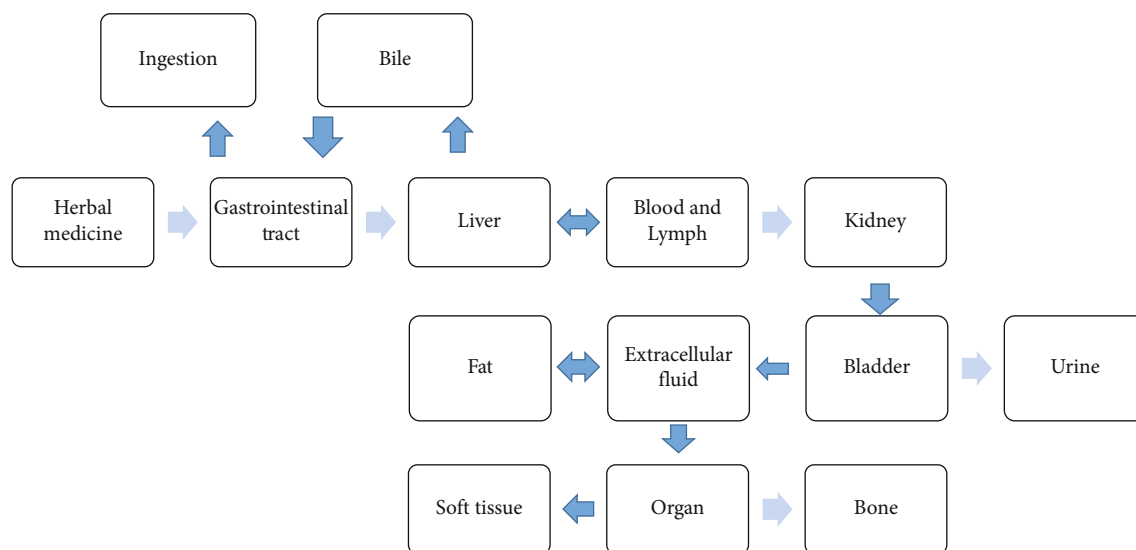 Ingestion
Bile
Herbal
medicine
Gastrointestinal
tract
Liver
Blood and
Lymph
Kidney
Fat
Extracellular
fluid
Bladder
Urine
Soft tissue
Organ
Bone